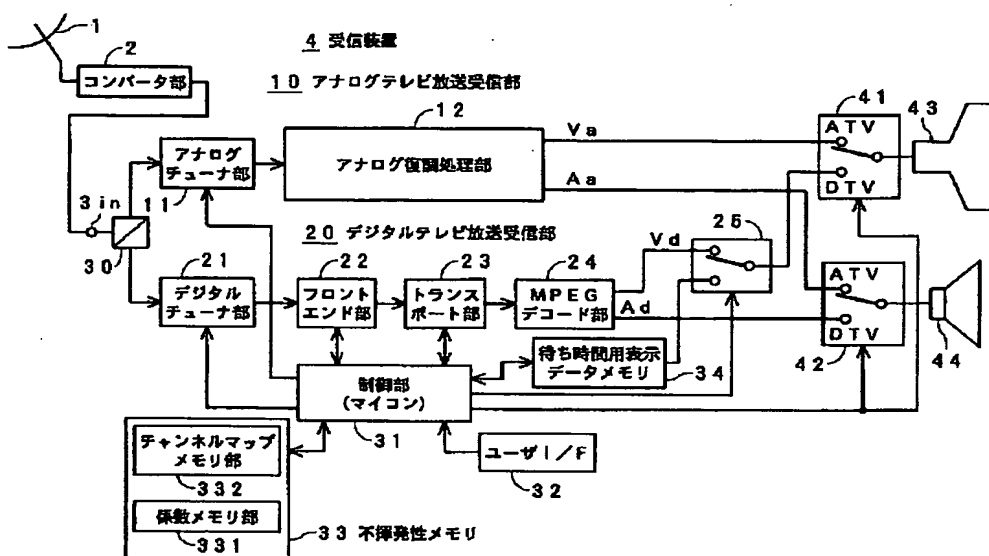 1
2
コンバータ部
4 受信装置
10 アナログテレビ放送受信部
アナログ
チューナ部
11
12
アナログ復調処理部
Va
Aa
41
ATV
DTV
43
3in
30
20 デジタルテレビ放送受信部
21
デジタル
チューナ部
22
フロント
エンド部
23
トランス
ポート部
24
MPEG
デコード部
Vd
Ad
25
ATV
DTV
42
44
待ち時間用表示
データメモリ
34
制御部
(マイコン)
31
ユーザI/F
32
チャンネルマップ
メモリ部
332
係数メモリ部
331
33 不揮発性メモリ